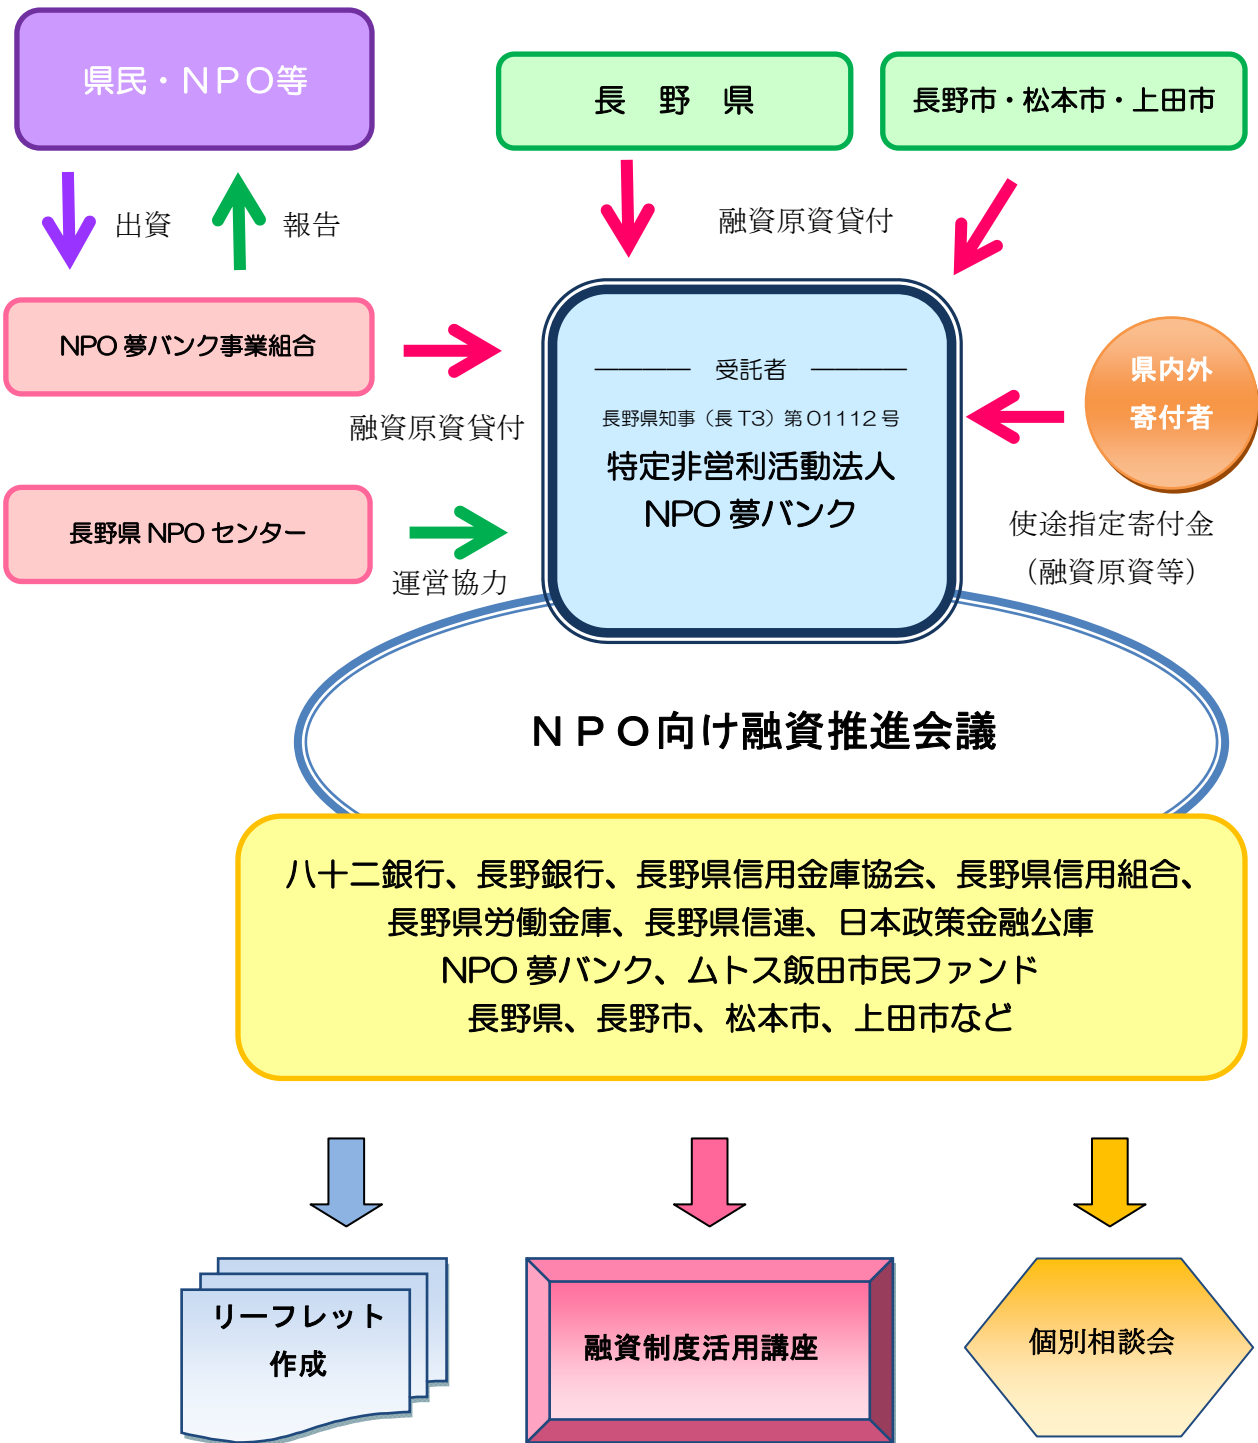 県民・ＮＰＯ等
長　野　県
長野市・松本市・上田市
出資
報告
融資原資貸付
NPO 夢バンク事業組合
融資原資貸付
――――　受託者　――――
長野県知事（長 T3）第 01112 号
特定非営利活動法人
NPO 夢バンク
県内外
寄付者
長野県 NPO センター
運営協力
使途指定寄付金
（融資原資等）
ＮＰＯ向け融資推進会議
八十二銀行、長野銀行、長野県信用金庫協会、長野県信用組合、
長野県労働金庫、長野県信連、日本政策金融公庫
NPO 夢バンク、ムトス飯田市民ファンド
長野県、長野市、松本市、上田市など
リーフレット
作成
融資制度活用講座
個別相談会